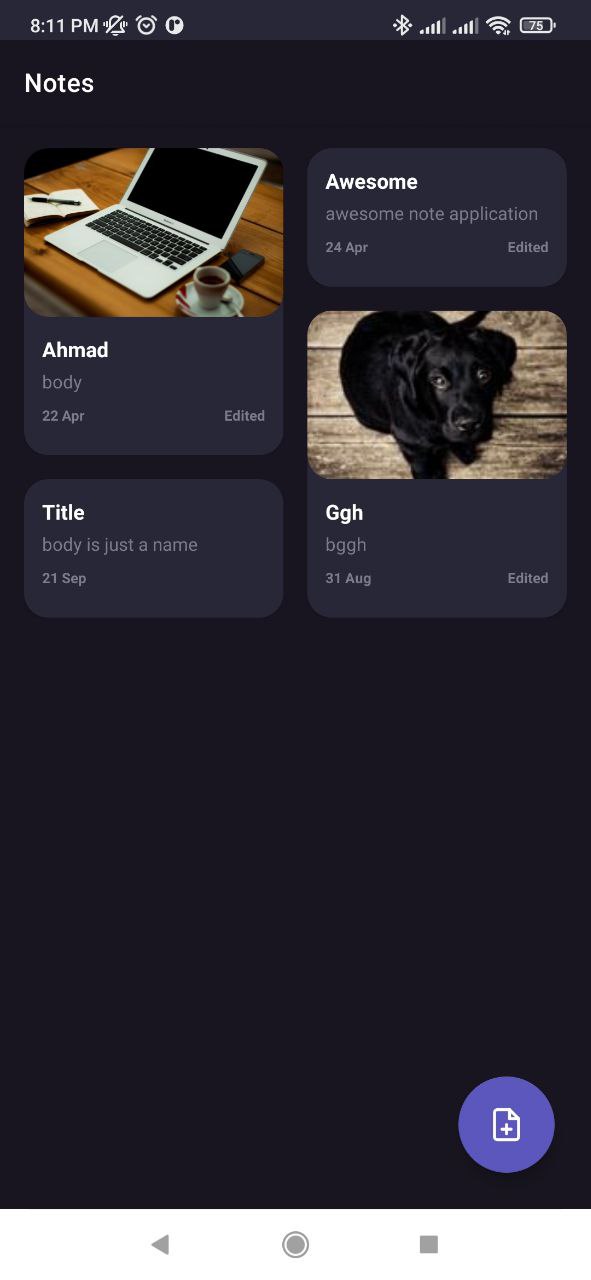 8:11 PM
75
Notes
Ahmad
body
22 Apr Edited
Awesome
awesome note application
24 Apr Edited
Title
body is just a name
21 Sep
Ggh
bggh
31 Aug Edited